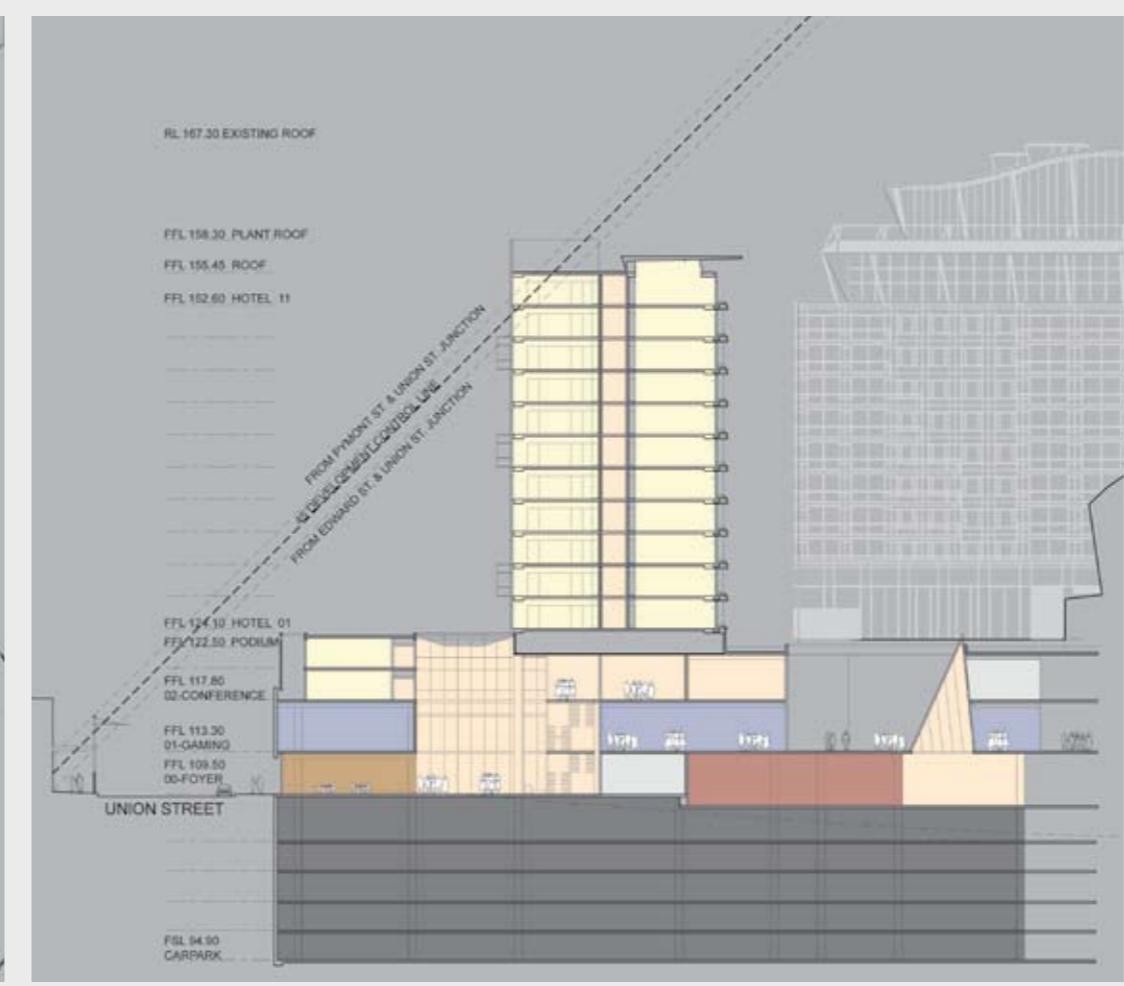 RL 167.30 EXISTING ROOF
FFL 158.30 PLANT ROOF
FFL 155.45 ROOF
FFL 152.60 HOTEL 11
FROM PYMONT ST. & UNION ST. JUNCTION
DEVELOPMENT CONTROL LINE
FROM EDWARD ST. & UNION ST. JUNCTION
FFL 124.10 HOTEL 01
FFL 122.50 PODIUM
FFL 117.80
02-CONFERENCE
FFL 113.30
01-GAMING
FFL 109.50
00-FOYER
UNION STREET
FSL 94.90
CARPARK